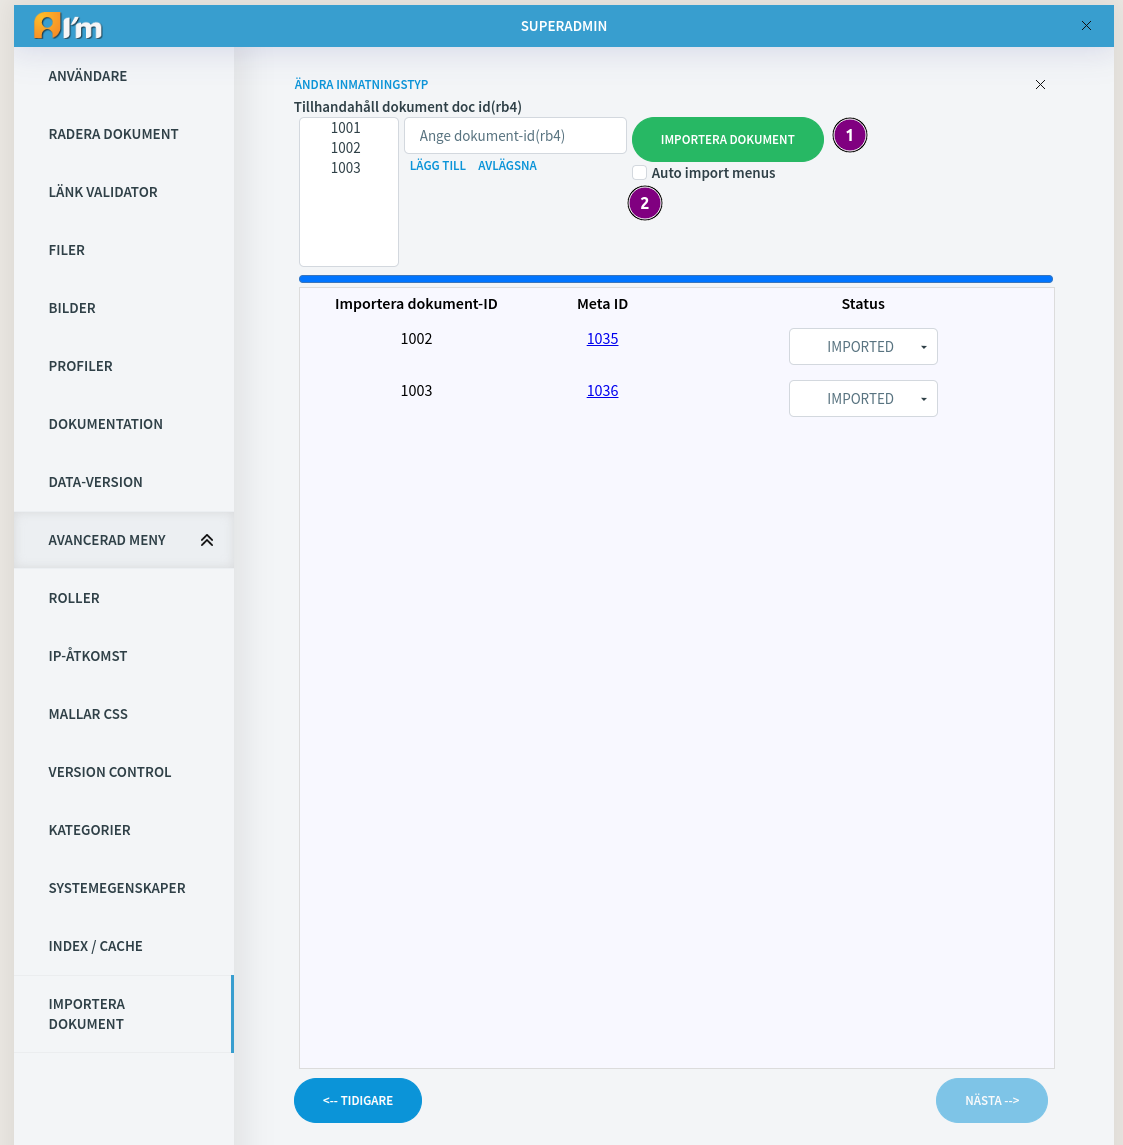 AI'm
SUPERADMIN
ANVÄNDARE
RADERA DOKUMENT
LÄNK VALIDATOR
FILER
BILDER
PROFILER
DOKUMENTATION
DATA-VERSION
AVANCERAD MENY
ROLLER
IP-ÅTKOMST
MALLAR CSS
VERSION CONTROL
KATEGORIER
SYSTEMEGENSKAPER
INDEX / CACHE
IMPORTERA
DOKUMENT
ÄNDRA INMATNINGSTYP
Tillhandahåll dokument doc id(rb4)
1001
1002
1003
Ange dokument-id(rb4)
LÄGG TILL AVLÄGSNA
IMPORTERA DOKUMENT
1
Auto import menus
2
Importera dokument-ID Meta ID Status
1002 1035 IMPORTED
1003 1036 IMPORTED
<-- TIDIGARE
NÄSTA -->